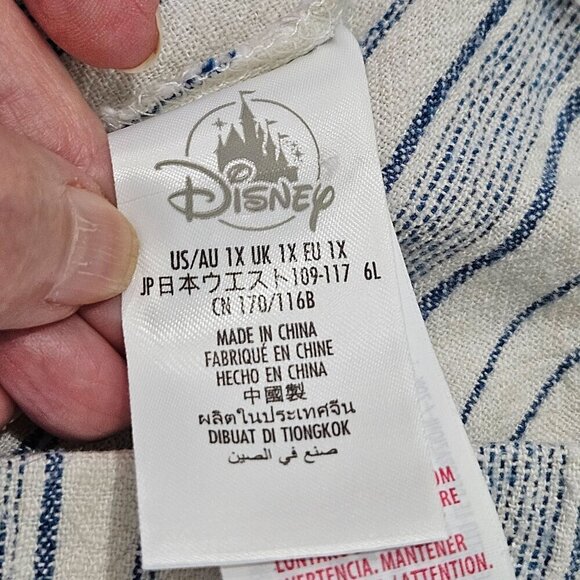 Disney
US/AU 1X UK 1X EU 1X
JP日本ウエスト109-117 6L
CN 170/116B
MADE IN CHINA
FABRIQUÉ EN CHINE
HECHO EN CHINA
中國製
ผลิตในประเทศจีน
DIBUAT DI TIONGKOK
صنع في الصين
MANTENER
ATTENTION.